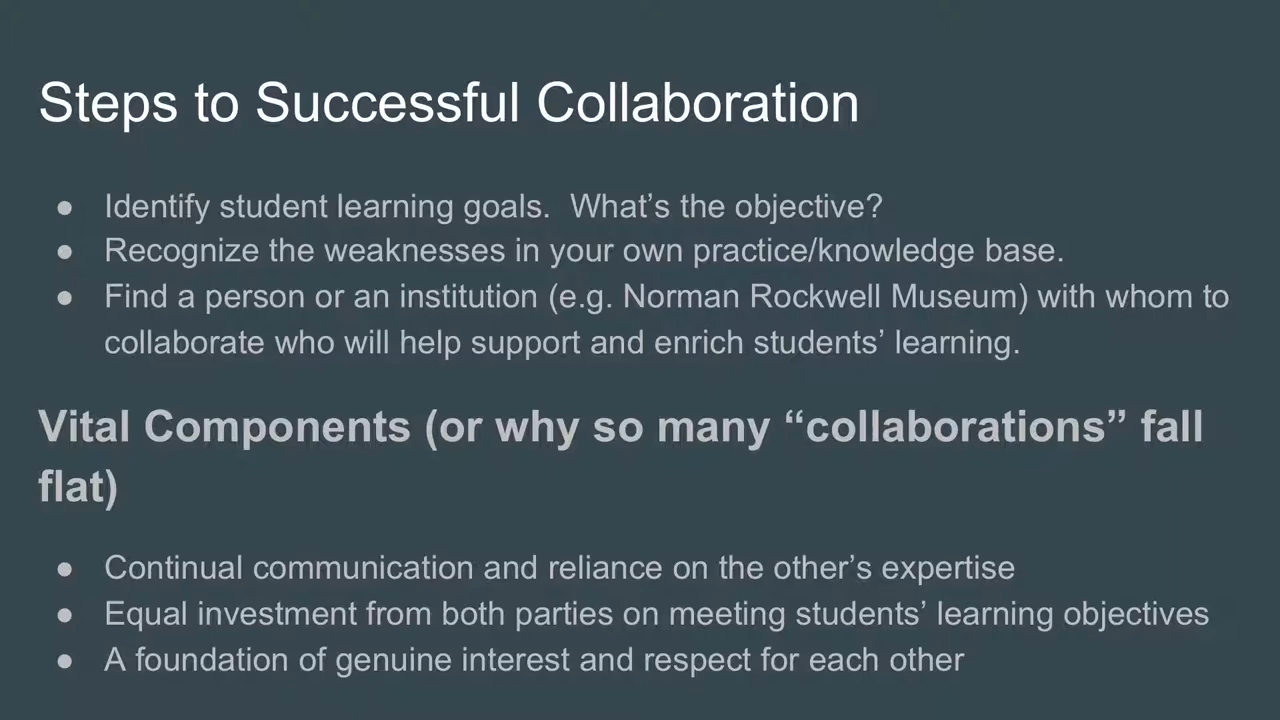 Steps to Successful Collaboration
● Identify student learning goals.  What’s the objective?
● Recognize the weaknesses in your own practice/knowledge base.
● Find a person or an institution (e.g. Norman Rockwell Museum) with whom to
collaborate who will help support and enrich students’ learning.
Vital Components (or why so many “collaborations” fall
flat)
● Continual communication and reliance on the other’s expertise
● Equal investment from both parties on meeting students’ learning objectives
● A foundation of genuine interest and respect for each other